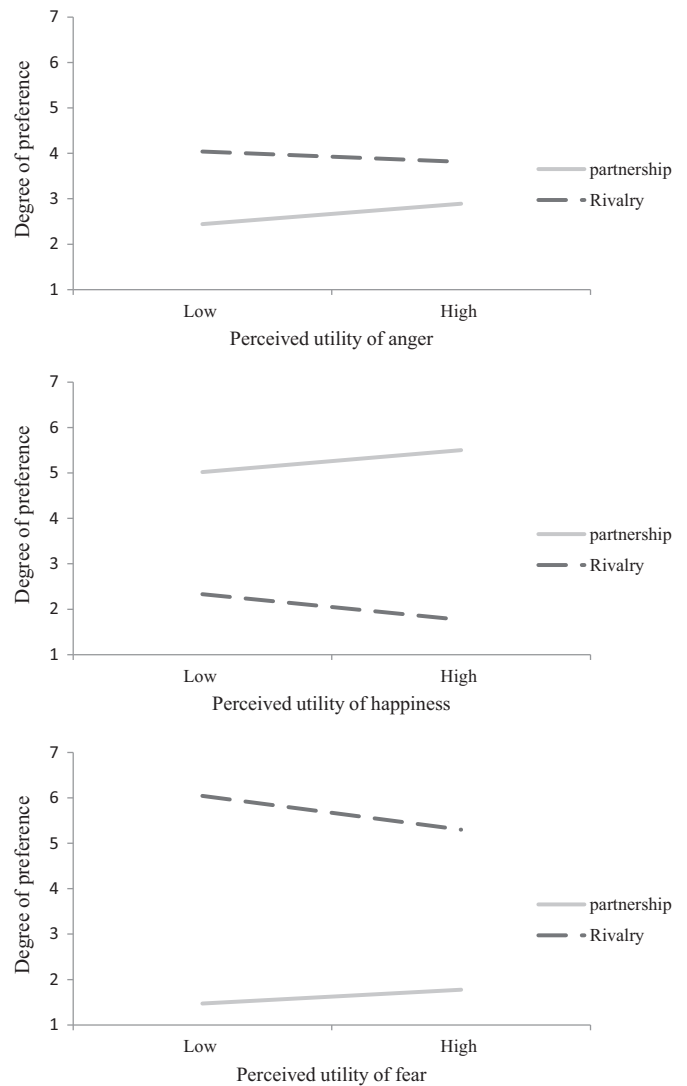 7
6
5
4
3
2
1
Degree of preference
Low
High
Perceived utility of anger
partnership
Rivalry
7
6
5
4
3
2
1
Degree of preference
Low
High
Perceived utility of happiness
partnership
Rivalry
7
6
5
4
3
2
1
Degree of preference
Low
High
Perceived utility of fear
partnership
Rivalry